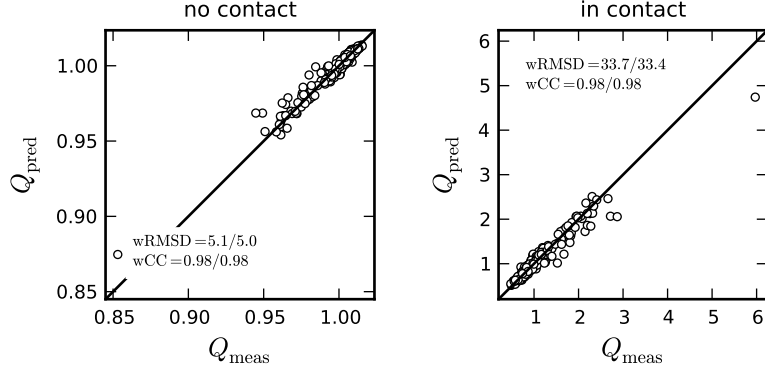 no contact
Q_pred
1.00
0.95
0.90
0.85
wRMSD=5.1/5.0
wCC=0.98/0.98
0.85 0.90 0.95 1.00
Q_meas
in contact
Q_pred
6
5
4
3
2
1
wRMSD=33.7/33.4
wCC=0.98/0.98
1 2 3 4 5 6
Q_meas